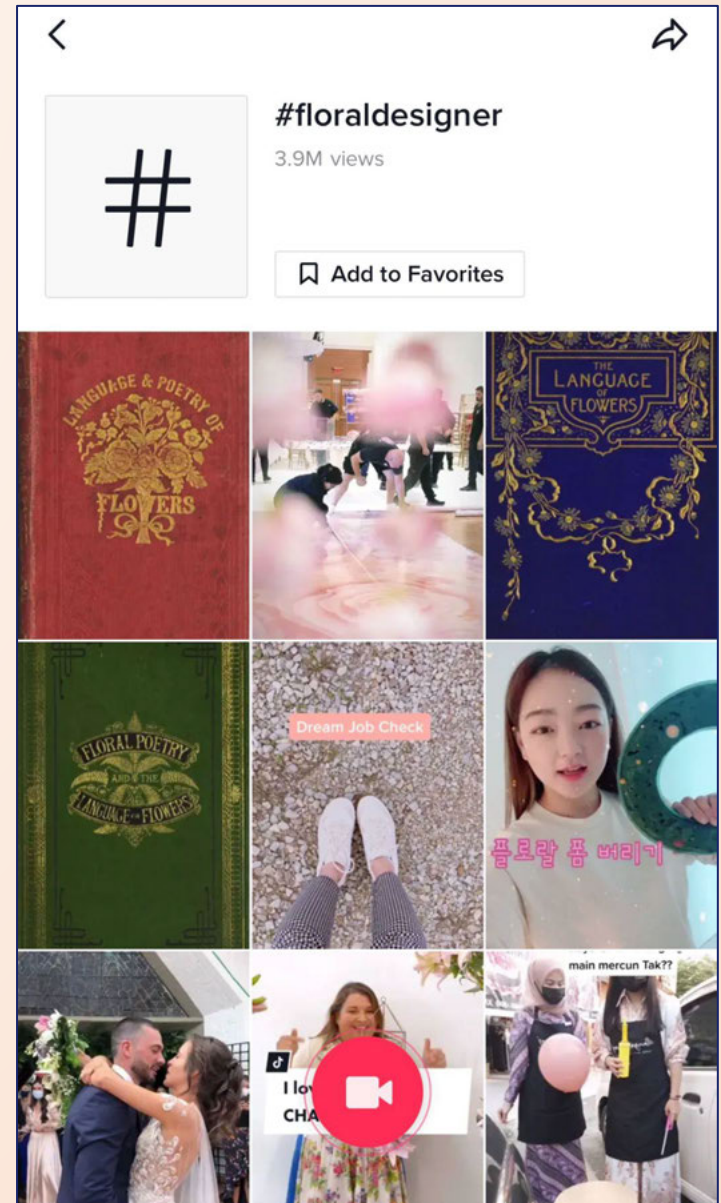 #floraldesigner
3.9M views
Add to Favorites
LANGUAGE & POETRY OF
FLOWERS
THE
LANGUAGE
OF
FLOWERS
FLORAL POETRY
AND THE
LANGUAGE OF FLOWERS
Dream Job Check
플로랄 폼 버리기
main mercun Tak??
I lo
CHA